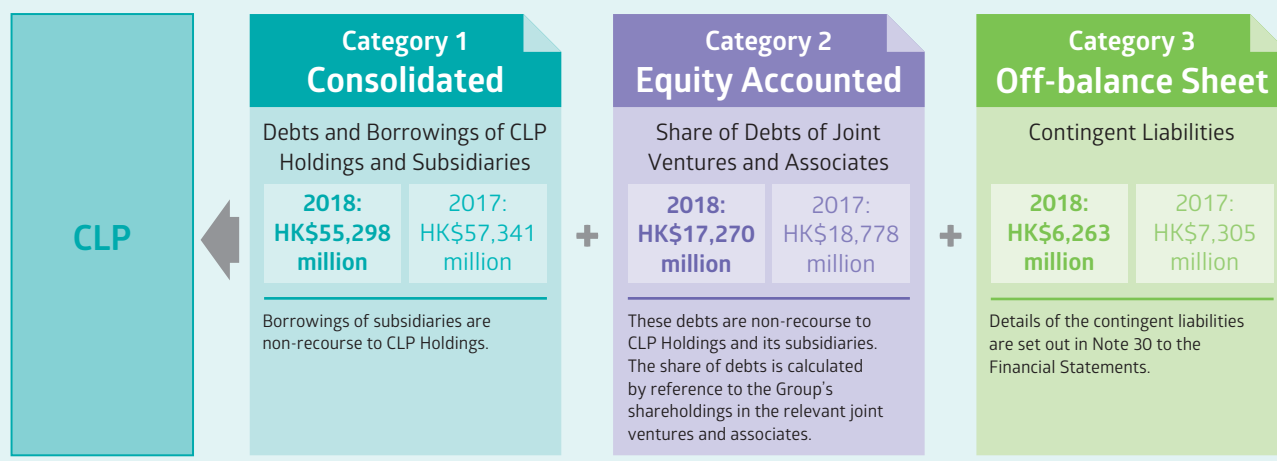 CLP
Category 1
Consolidated
Debts and Borrowings of CLP
Holdings and Subsidiaries
2018:
HK$55,298
million
2017:
HK$57,341
million
Borrowings of subsidiaries are
non-recourse to CLP Holdings.
+
Category 2
Equity Accounted
Share of Debts of Joint
Ventures and Associates
2018:
HK$17,270
million
2017:
HK$18,778
million
These debts are non-recourse to
CLP Holdings and its subsidiaries.
The share of debts is calculated
by reference to the Group's
shareholdings in the relevant joint
ventures and associates.
+
Category 3
Off-balance Sheet
Contingent Liabilities
2018:
HK$6,263
million
2017:
HK$7,305
million
Details of the contingent liabilities
are set out in Note 30 to the
Financial Statements.